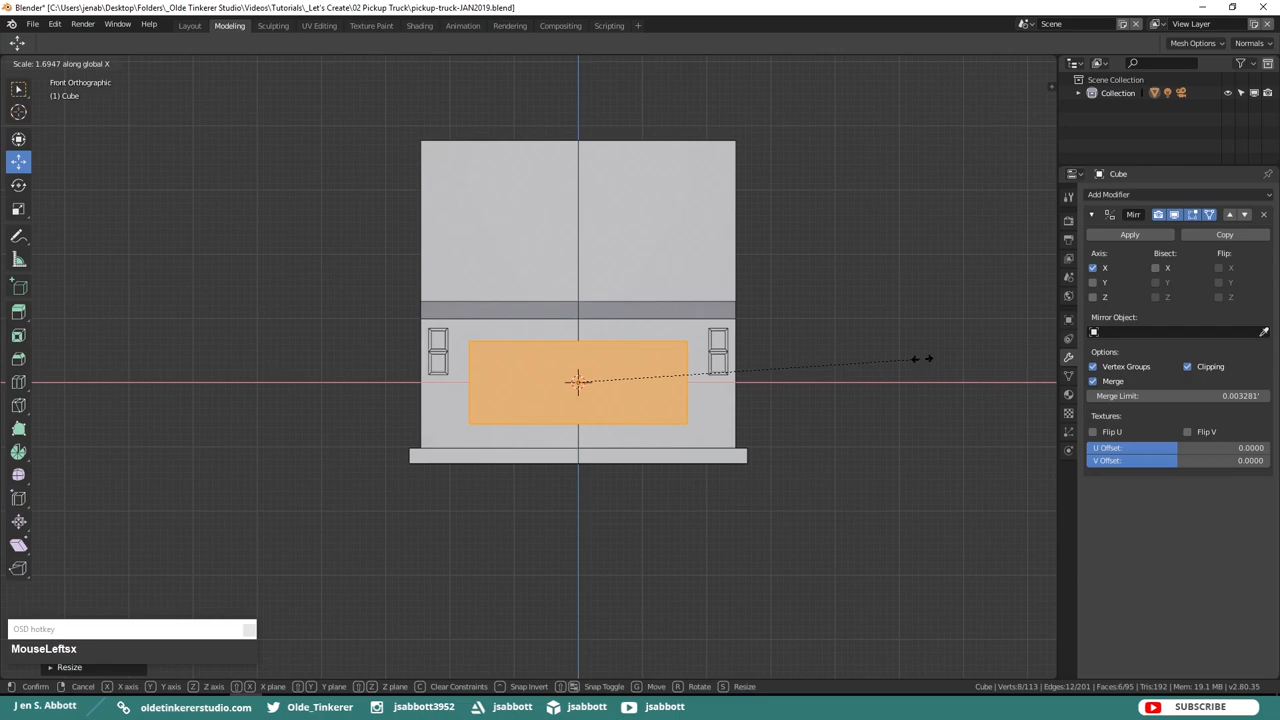 Blender* [C:\Users\jenab\Desktop\Folders\_Olde Tinkerer Studio\Videos\Tutorials\_Let's Create\02 Pickup Truck\pickup-truck-JAN2019.blend]
File Edit Render Window Help Layout Modeling Sculpting UV Editing Texture Paint Shading Animation Rendering Compositing Scripting Scene View Layer
Mesh Options Normals
Scale: 1.6947 along global X
Front Orthographic
(1) Cube
Scene Collection
Collection
Cube
Add Modifier
Mirr
Apply Copy
Axis: Bisect: Flip:
X X X
Y Y Y
Z Z Z
Mirror Object:
Options:
Vertex Groups Clipping
Merge
Merge Limit: 0.003281'
Textures:
Flip U Flip V
U Offset: 0.0000
V Offset: 0.0000
OSD hotkey
MouseLeftsx
Resize
Confirm Cancel X X axis Y Y axis Z Z axis X X plane Y Y plane Z Z plane C Clear Constraints Snap Invert Snap Toggle G Move R Rotate S Resize
Cube | Verts:8/113 | Edges:12/201 | Faces:6/95 | Tris:192 | Mem: 19.1 MB | v2.80.35
J en S. Abbott oldetinkererstudio.com Olde_Tinkerer jsabbott3952 jsabbott jsabbott jsabbott SUBSCRIBE